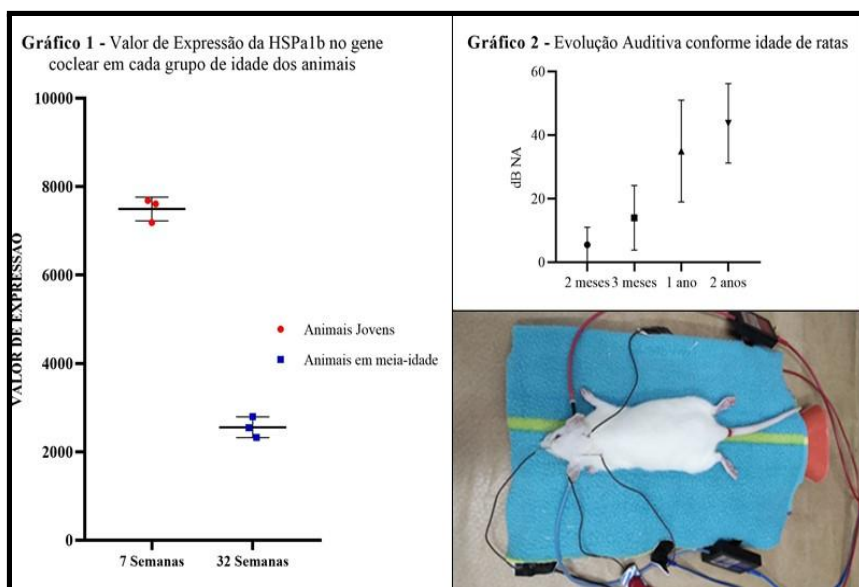 Gráfico 1 - Valor de Expressão da HSPa1b no gene
coclear em cada grupo de idade dos animais
10000
8000
6000
4000
2000
0
VALOR DE EXPRESSÃO
Animais Jovens
Animais em meia-idade
7 Semanas
32 Semanas
Gráfico 2 - Evolução Auditiva conforme idade de ratas
60
40
20
0
dB NA
2 meses
3 meses
1 ano
2 anos